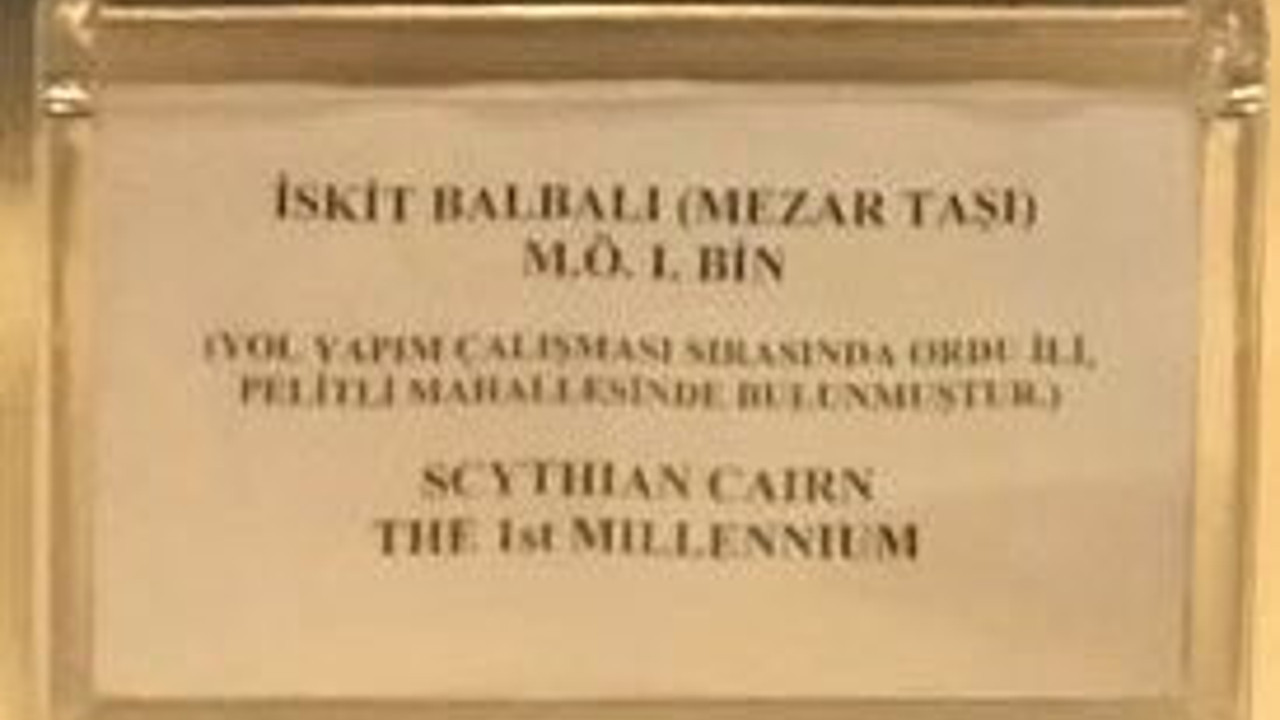 İSKİT BALBALI (MEZAR TAŞI)
M.Ö. I. BİN
(YOL YAPIM ÇALIŞMASI SIRASINDA ORDU İLİ,
PELİTLİ MAHALLESİNDE BULUNMUŞTUR.)
SCYTHIAN CAIRN
THE 1st MILLENNIUM